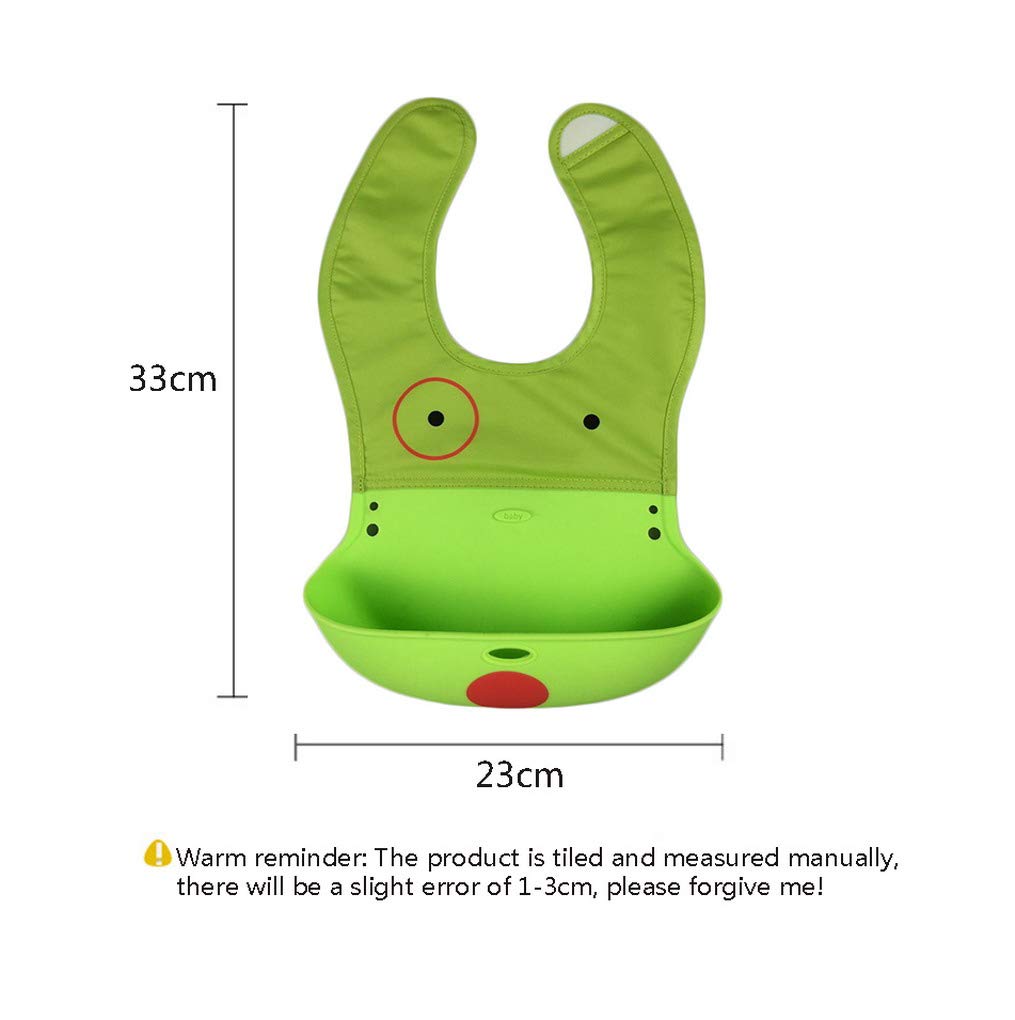 33cm
baby
23cm
Warm reminder: The product is tiled and measured manually,
there will be a slight error of 1-3cm, please forgive me!